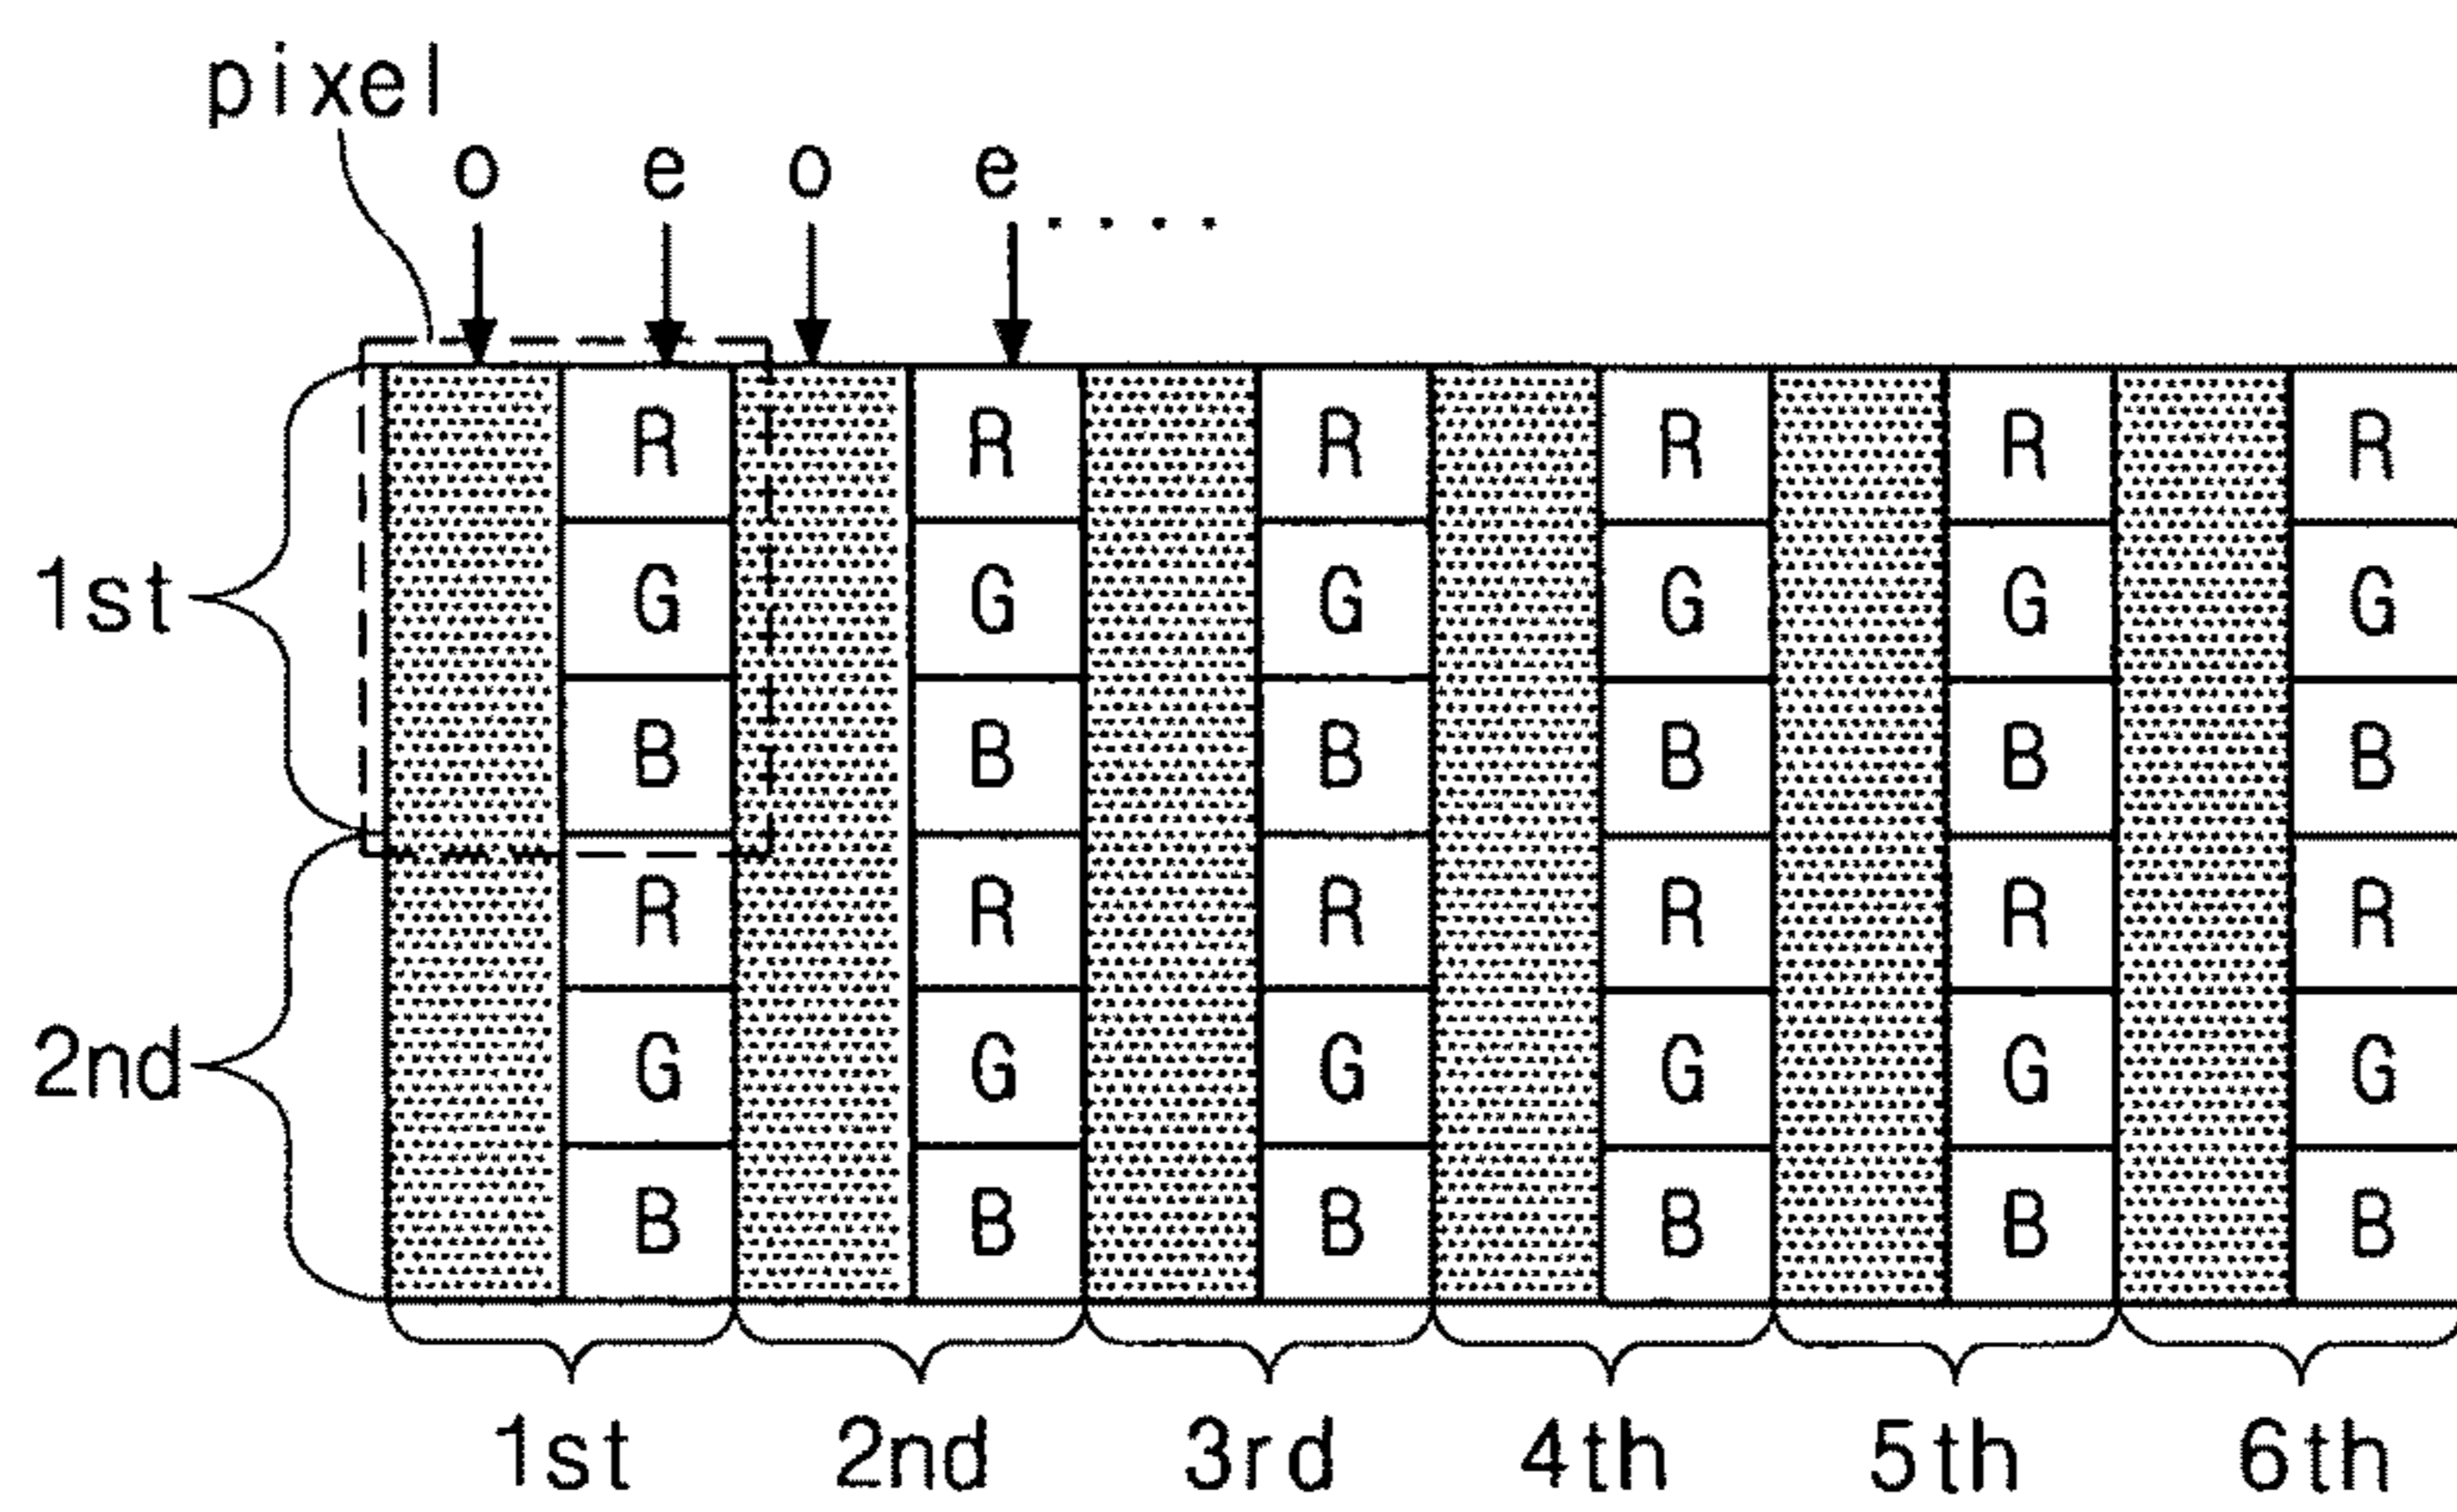 pixel
o e o e ....
R R R R R R
G G G G G G
1st
B B B B B B
R R R R R R
G G G G G G
2nd
B B B B B B
1st 2nd 3rd 4th 5th 6th